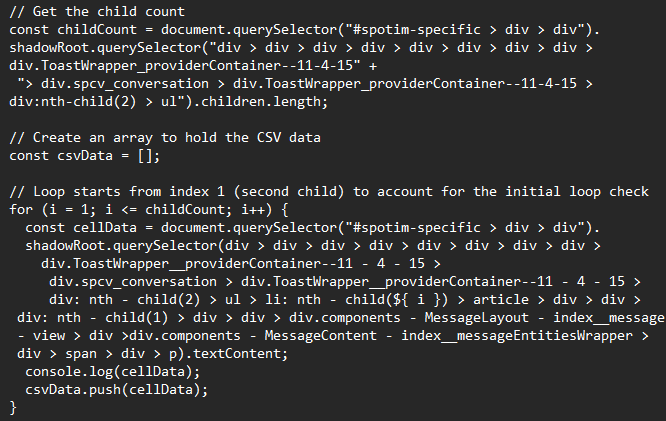 // Get the child count
const childCount = document.querySelector("#spotim-specific > div > div").
shadowRoot.querySelector("div > div > div > div > div > div > div > div >
div.ToastWrapper_providerContainer--11-4-15" +
"> div.spcv_conversation > div.ToastWrapper_providerContainer--11-4-15 >
div:nth-child(2) > ul").children.length;
// Create an array to hold the CSV data
const csvData = [];
// Loop starts from index 1 (second child) to account for the initial loop check
for (i = 1; i <= childCount; i++) {
const cellData = document.querySelector("#spotim-specific > div > div").
shadowRoot.querySelector(div > div > div > div > div > div > div > div >
div.ToastWrapper__providerContainer--11 - 4 - 15 >
div.spcv_conversation > div.ToastWrapper__providerContainer--11 - 4 - 15 >
div: nth - child(2) > ul > li: nth - child(${ i }) > article > div > div >
div: nth - child(1) > div > div > div.components - MessageLayout - index__message
- view > div >div.components - MessageContent - index__messageEntitiesWrapper >
div > span > div > p).textContent;
console.log(cellData);
csvData.push(cellData);
}